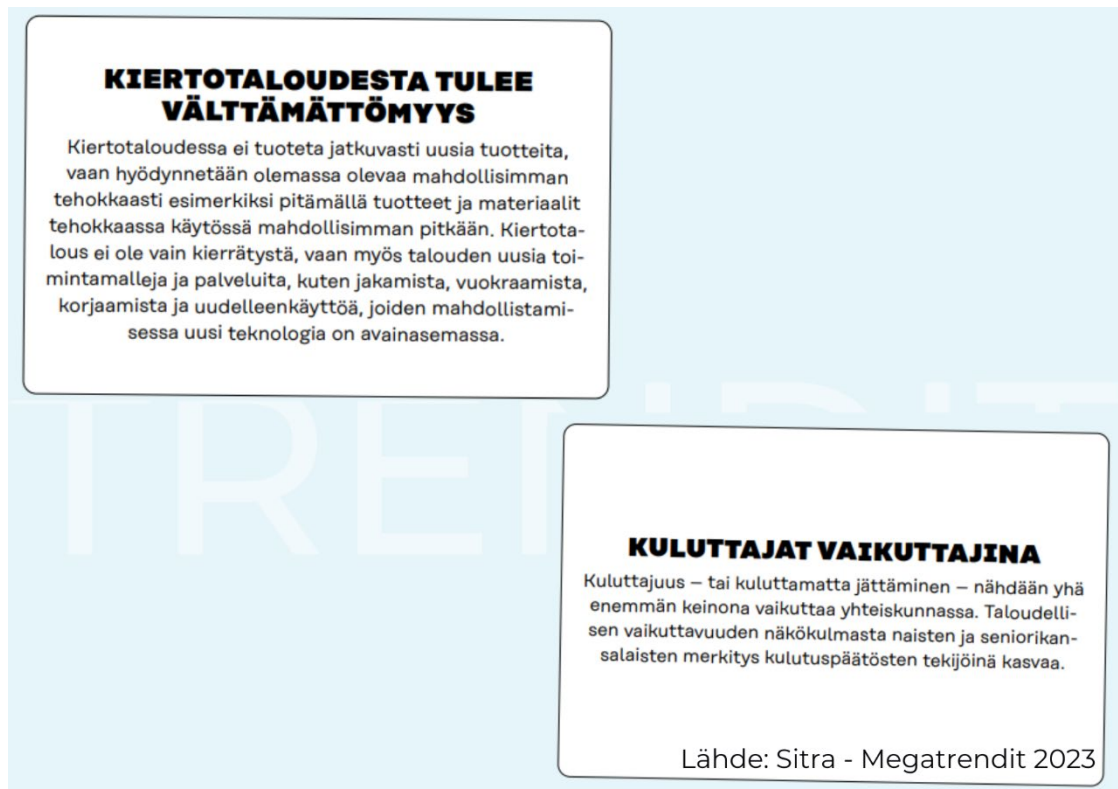 KIERTOTALOUDESTA TULEE
VÄLTTÄMÄTTÖMYYS
Kiertotaloudessa ei tuoteta jatkuvasti uusia tuotteita,
vaan hyödynnetään olemassa olevaa mahdollisimman
tehokkaasti esimerkiksi pitämällä tuotteet ja materiaalit
tehokkaassa käytössä mahdollisimman pitkään. Kiertota-
lous ei ole vain kierrätystä, vaan myös talouden uusia toi-
mintamalleja ja palveluita, kuten jakamista, vuokraamista,
korjaamista ja uudelleenkäyttöä, joiden mahdollistami-
sessa uusi teknologia on avainasemassa.
TRENDIT
KULUTTAJAT VAIKUTTAJINA
Kuluttajuus – tai kuluttamatta jättäminen – nähdään yhä
enemmän keinona vaikuttaa yhteiskunnassa. Taloudelli-
sen vaikuttavuuden näkökulmasta naisten ja seniorikan-
salaisten merkitys kulutuspäätösten tekijöinä kasvaa.
Lähde: Sitra - Megatrendit 2023